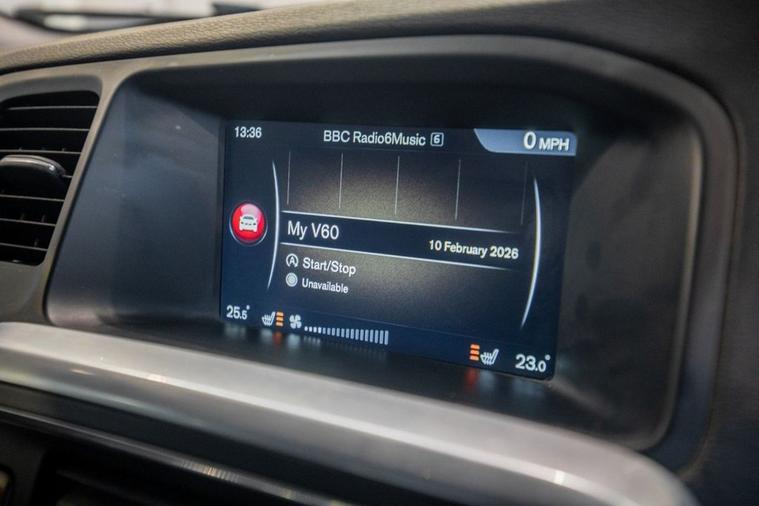 13:36
BBC Radio6Music 6
0 MPH
My V60
10 February 2026
Start/Stop
Unavailable
25.5°
23.0°